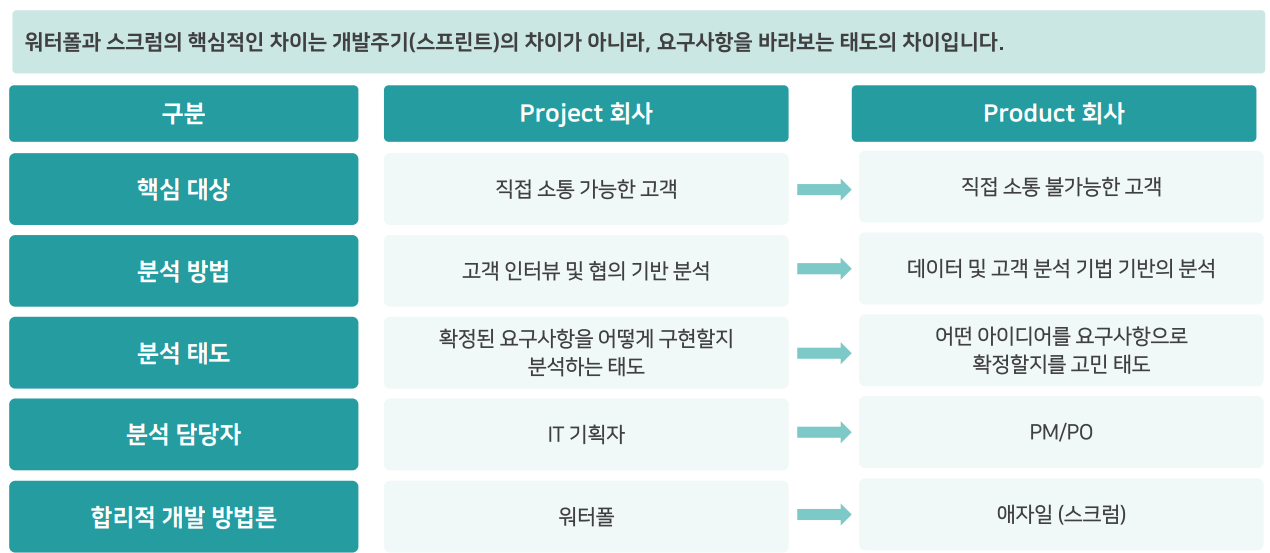 워터폴과 스크럼의 핵심적인 차이는 개발주기(스프린트)의 차이가 아니라, 요구사항을 바라보는 태도의 차이입니다.
구분
Project 회사
Product 회사
핵심 대상
직접 소통 가능한 고객
직접 소통 불가능한 고객
분석 방법
고객 인터뷰 및 협의 기반 분석
데이터 및 고객 분석 기법 기반의 분석
분석 태도
확정된 요구사항을 어떻게 구현할지
분석하는 태도
어떤 아이디어를 요구사항으로
확정할지를 고민 태도
분석 담당자
IT 기획자
PM/PO
합리적 개발 방법론
워터폴
애자일 (스크럼)